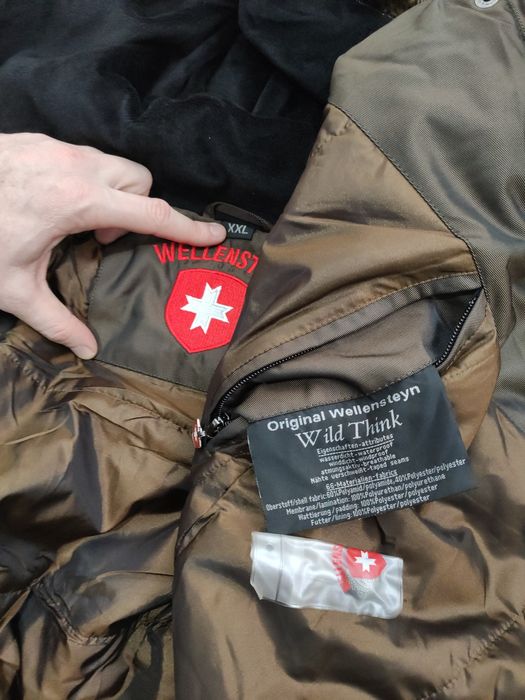 XXL
WELLENST
Original Wellensteyn
Wild Think
Eigenschaften-attributes
wasserdicht-waterproof
winddicht-windproof
atmungsaktiv-breathable
Nähte verschweißt-taped seams
66-Materialien-fabrics
Oberstoff/shell fabric:60%Polyamid/polyamide,40%Polyester/polyester
Membrane/lamination: 100%Polyurethan/polyurethane
Wattierung/padding: 100%Polyester/polyester
Futter/lining: 100%Polyester/polyester